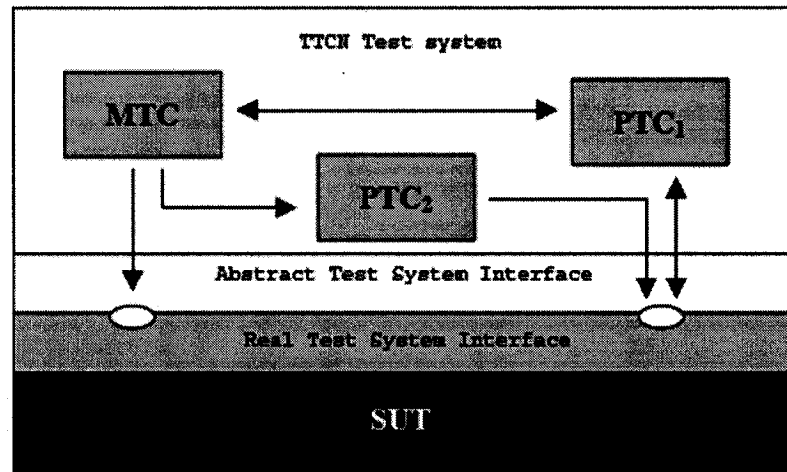 TTCN Test system
MTC
PTC₁
PTC₂
Abstract Test System Interface
Real Test System Interface
SUT